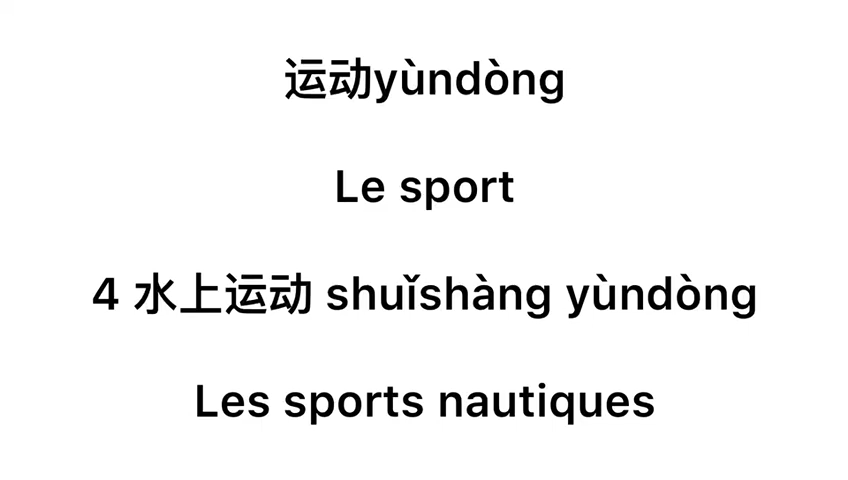 运动yùndòng
Le sport
4 水上运动 shuǐshàng yùndòng
Les sports nautiques